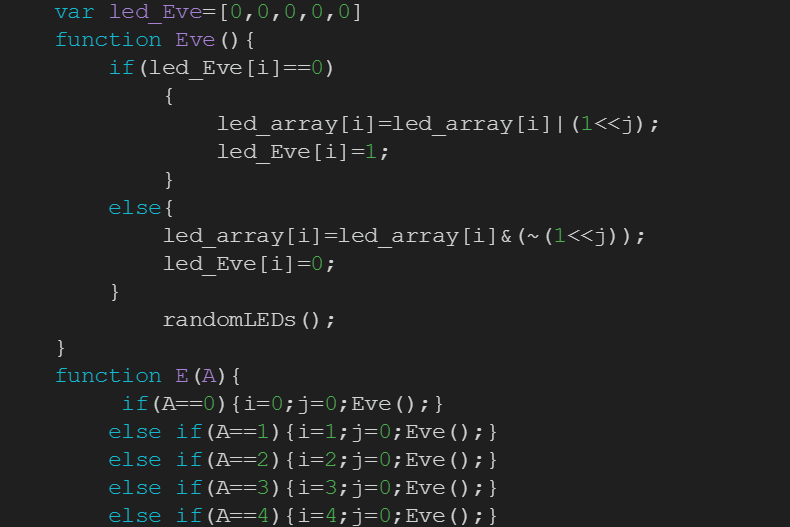 var led_Eve=[0,0,0,0,0]
function Eve(){
if(led_Eve[i]==0)
{
led_array[i]=led_array[i]|(1<<j);
led_Eve[i]=1;
}
else{
led_array[i]=led_array[i]&(~(1<<j));
led_Eve[i]=0;
}
randomLEDs();
}
function E(A){
if(A==0){i=0;j=0;Eve();}
else if(A==1){i=1;j=0;Eve();}
else if(A==2){i=2;j=0;Eve();}
else if(A==3){i=3;j=0;Eve();}
else if(A==4){i=4;j=0;Eve();}